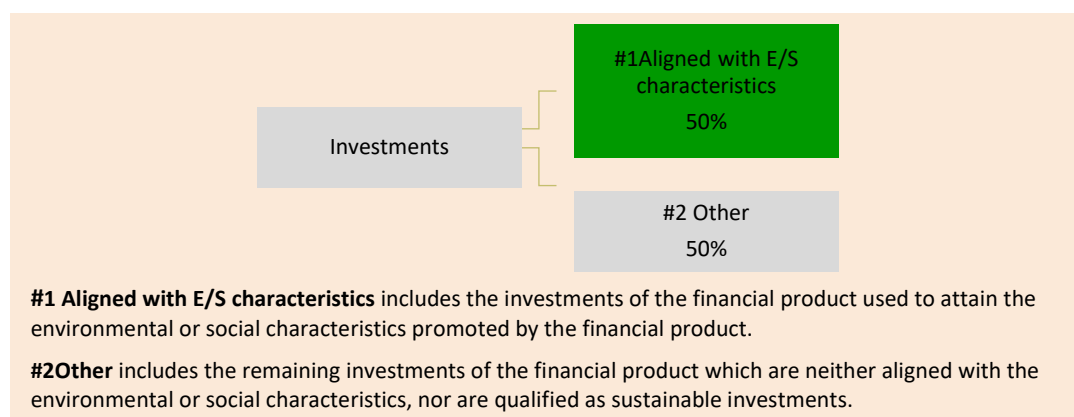 #1Aligned with E/S
characteristics
50%
Investments
#2 Other
50%
#1 Aligned with E/S characteristics includes the investments of the financial product used to attain the
environmental or social characteristics promoted by the financial product.
#2Other includes the remaining investments of the financial product which are neither aligned with the
environmental or social characteristics, nor are qualified as sustainable investments.